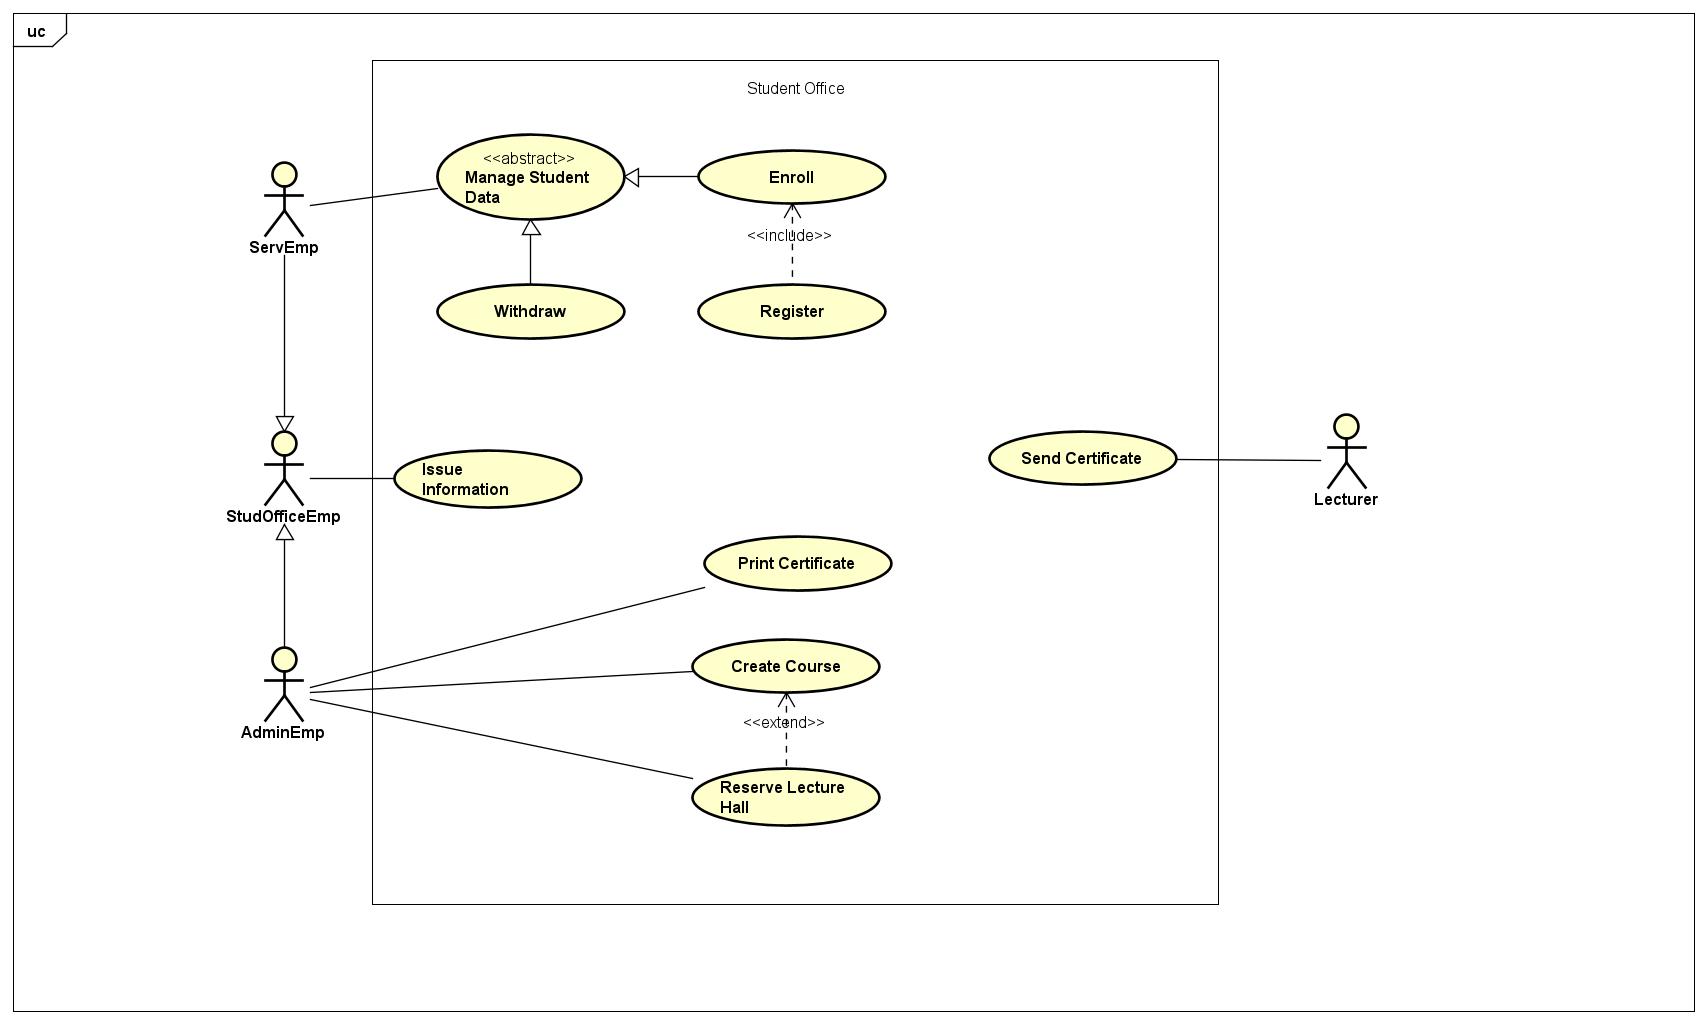 uc
Student Office
<<abstract>>
Manage Student
Data
Enroll
ServEmp
<<include>>
Withdraw
Register
Issue
Information
Send Certificate
Lecturer
StudOfficeEmp
Print Certificate
Create Course
AdminEmp
<<extend>>
Reserve Lecture
Hall